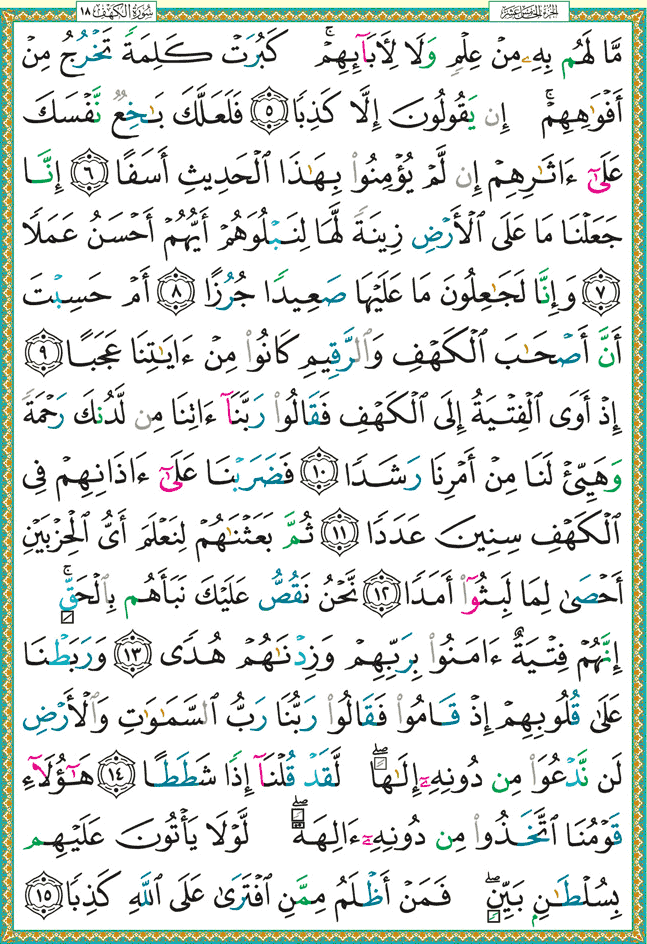 الجزء الخامس عشر
سورة الكهف ١٨
مَّا لَهُم بِهِۦ مِنْ عِلْمٍ وَلَا لِأٓبَآئِهِمْ ۚ كَبُرَتْ كَلِمَةً تَخْرُجُ مِنْ
أَفْوَٰهِهِمْ ۚ إِن يَقُولُونَ إِلَّا كَذِبًا ٥ فَلَعَلَّكَ بَـٰخِعٌ نَّفْسَكَ
عَلَىٰٓ ءَاثَـٰرِهِمْ إِن لَّمْ يُؤْمِنُوا۟ بِهَـٰذَا ٱلْحَدِيثِ أَسَفًا ٦ إِنَّا
جَعَلْنَا مَا عَلَى ٱلْأَرْضِ زِينَةً لَّهَا لِنَبْلُوَهُمْ أَيُّهُمْ أَحْسَنُ عَمَلًا
٧ وَإِنَّا لَجَـٰعِلُونَ مَا عَلَيْهَا صَعِيدًا جُرُزًا ٨ أَمْ حَسِبْتَ
أَنَّ أَصْحَـٰبَ ٱلْكَهْفِ وَٱلرَّقِيمِ كَانُوا۟ مِنْ ءَايَـٰتِنَا عَجَبًا ٩
إِذْ أَوَى ٱلْفِتْيَةُ إِلَى ٱلْكَهْفِ فَقَالُوا۟ رَبَّنَآ ءَاتِنَا مِن لَّدُنكَ رَحْمَةً
وَهَيِّئْ لَنَا مِنْ أَمْرِنَا رَشَدًا ١٠ فَضَرَبْنَا عَلَىٰٓ ءَاذَانِهِمْ فِى
ٱلْكَهْفِ سِنِينَ عَدَدًا ١١ ثُمَّ بَعَثْنَـٰهُمْ لِنَعْلَمَ أَىُّ ٱلْحِزْبَيْنِ
أَحْصَىٰ لِمَا لَبِثُوٓا۟ أَمَدًا ١٢ نَّحْنُ نَقُصُّ عَلَيْكَ نَبَأَهُم بِٱلْحَقِّ ۚ
إِنَّهُمْ فِتْيَةٌ ءَامَنُوا۟ بِرَبِّهِمْ وَزِدْنَـٰهُمْ هُدًى ١٣ وَرَبَطْنَا
عَلَىٰ قُلُوبِهِمْ إِذْ قَامُوا۟ فَقَالُوا۟ رَبُّنَا رَبُّ ٱلسَّمَـٰوَٰتِ وَٱلْأَرْضِ
لَن نَّدْعُوَا۟ مِن دُونِهِۦٓ إِلَـٰهًا ۖ لَّقَدْ قُلْنَآ إِذًا شَطَطًا ١٤ هَـٰٓؤُلَآءِ
قَوْمُنَا ٱتَّخَذُوا۟ مِن دُونِهِۦٓ ءَالِهَةً ۖ لَّوْلَا يَأْتُونَ عَلَيْهِم
بِسُلْطَـٰنٍۭ بَيِّنٍ ۖ فَمَنْ أَظْلَمُ مِمَّنِ ٱفْتَرَىٰ عَلَى ٱللَّهِ كَذِبًا ١٥